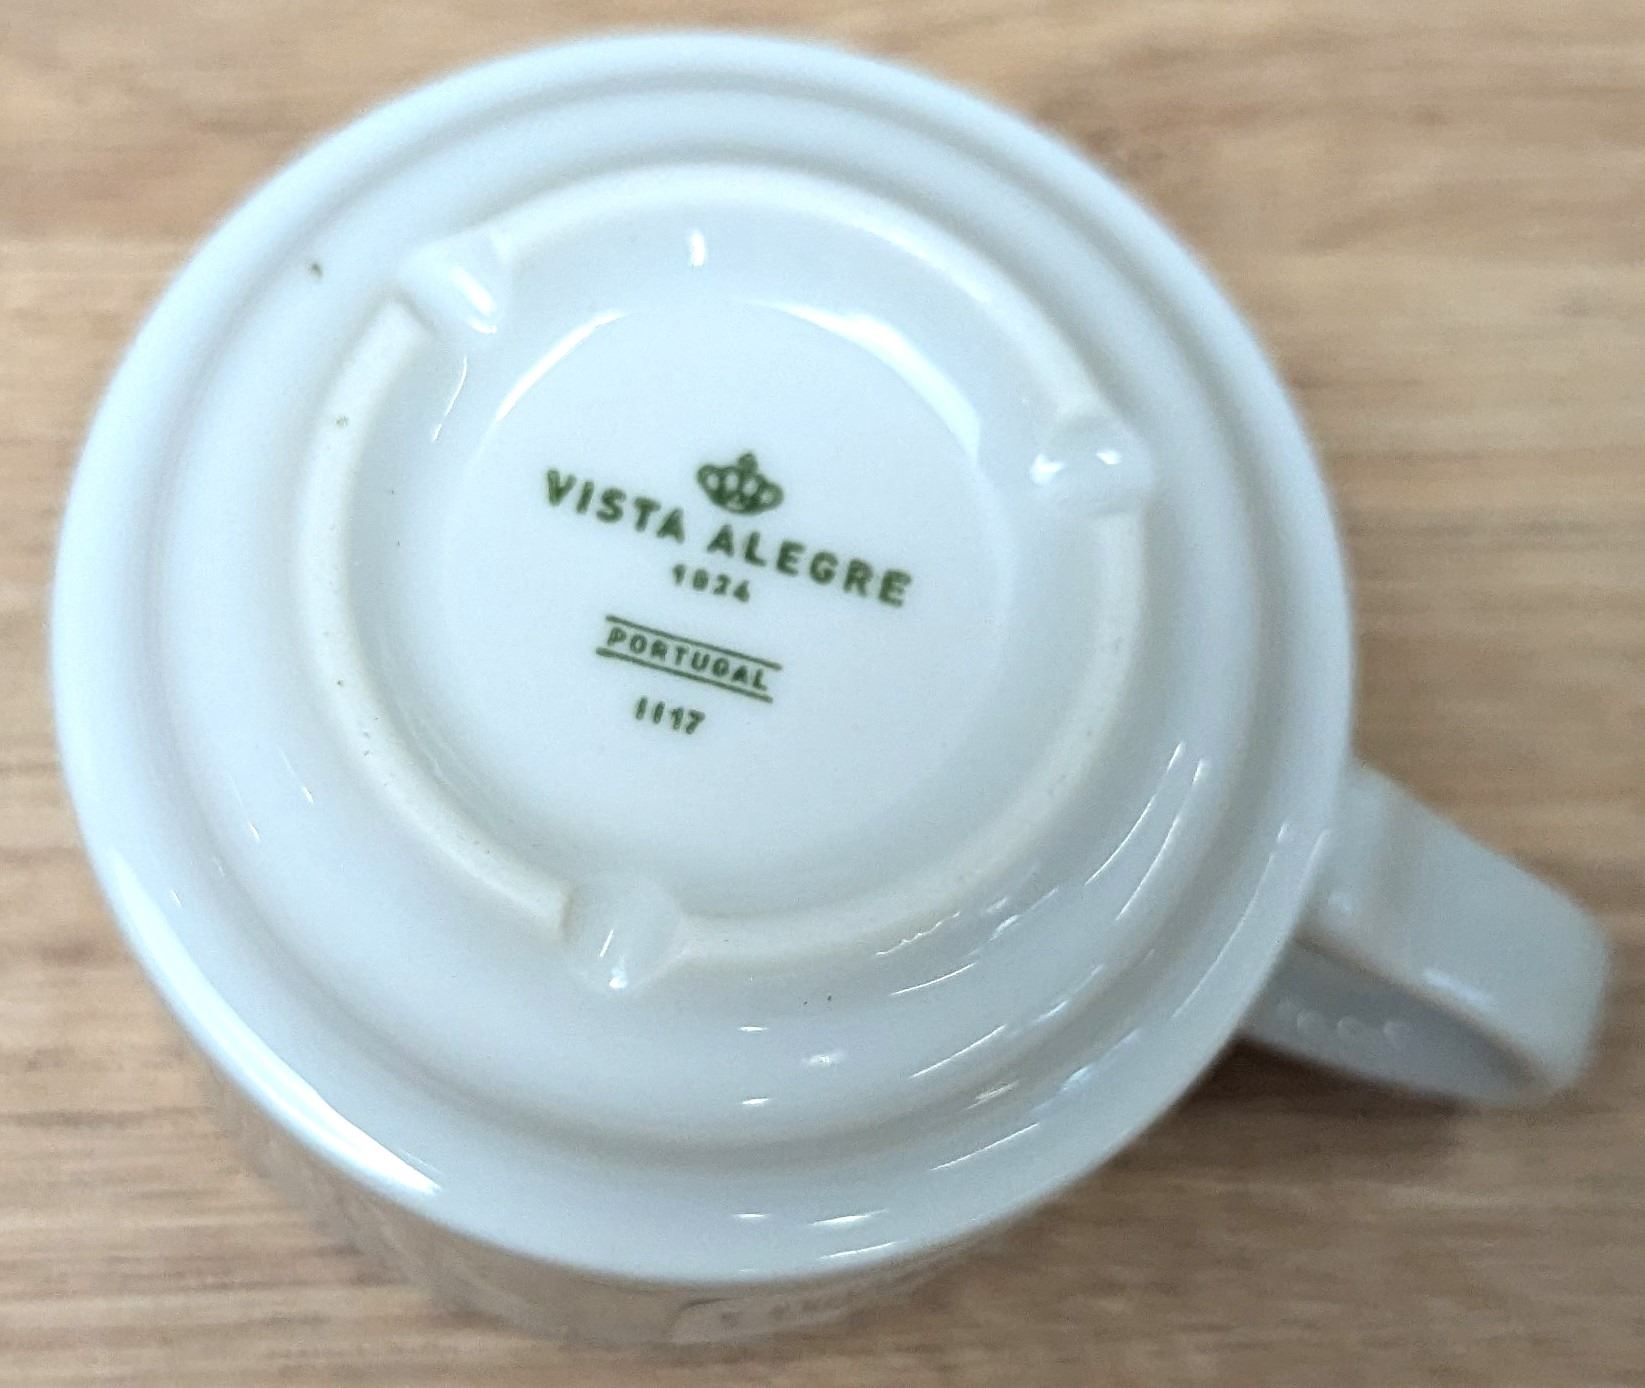 VISTA ALEGRE
1824
PORTUGAL
1117